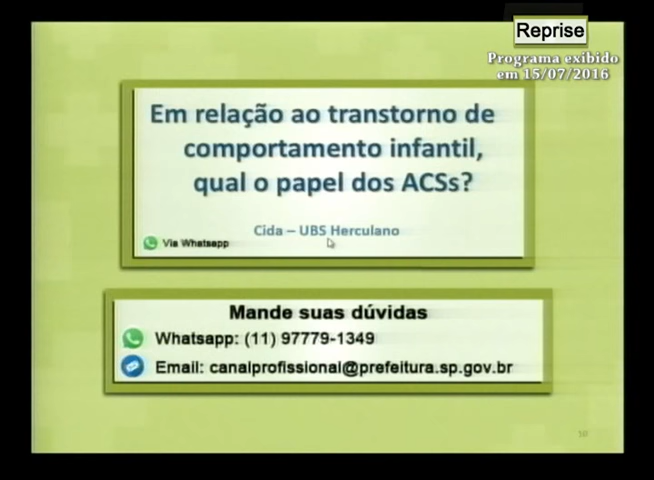 Reprise
Programa exibido
em 15/07/2016
Em relação ao transtorno de
comportamento infantil,
qual o papel dos ACSs?
Cida – UBS Herculano
Via Whatsapp
Mande suas dúvidas
Whatsapp: (11) 97779-1349
Email: canalprofissional@prefeitura.sp.gov.br